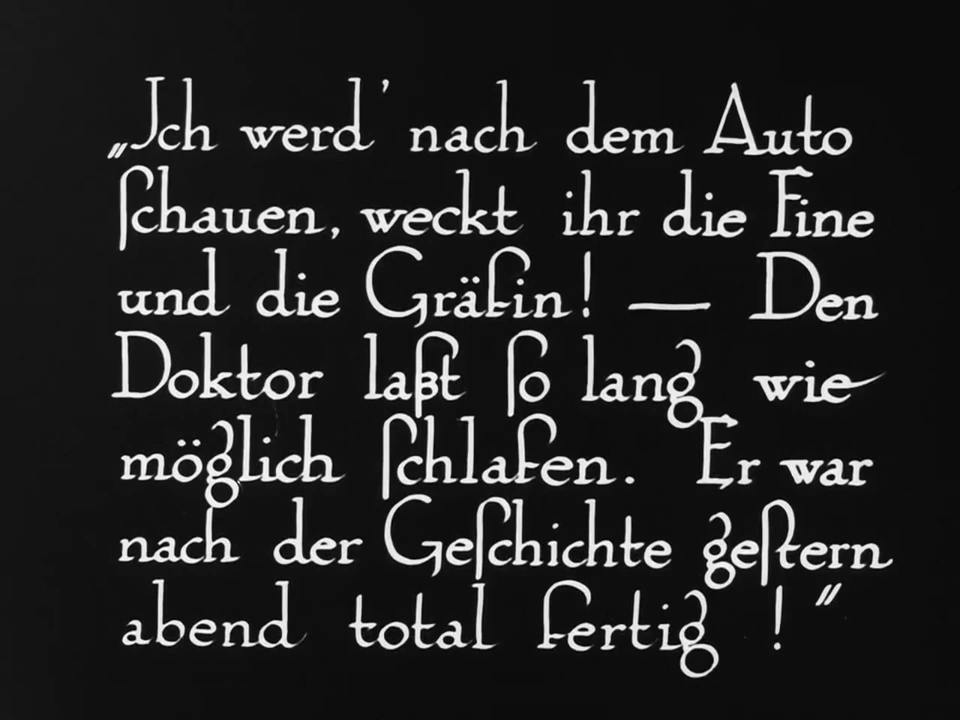 „Ich werd' nach dem Auto
ſchauen, weckt ihr die Fine
und die Gräfin! — Den
Doktor laßt ſo lang wie
möglich ſchlafen. Er war
nach der Geſchichte geſtern
abend total fertig!"